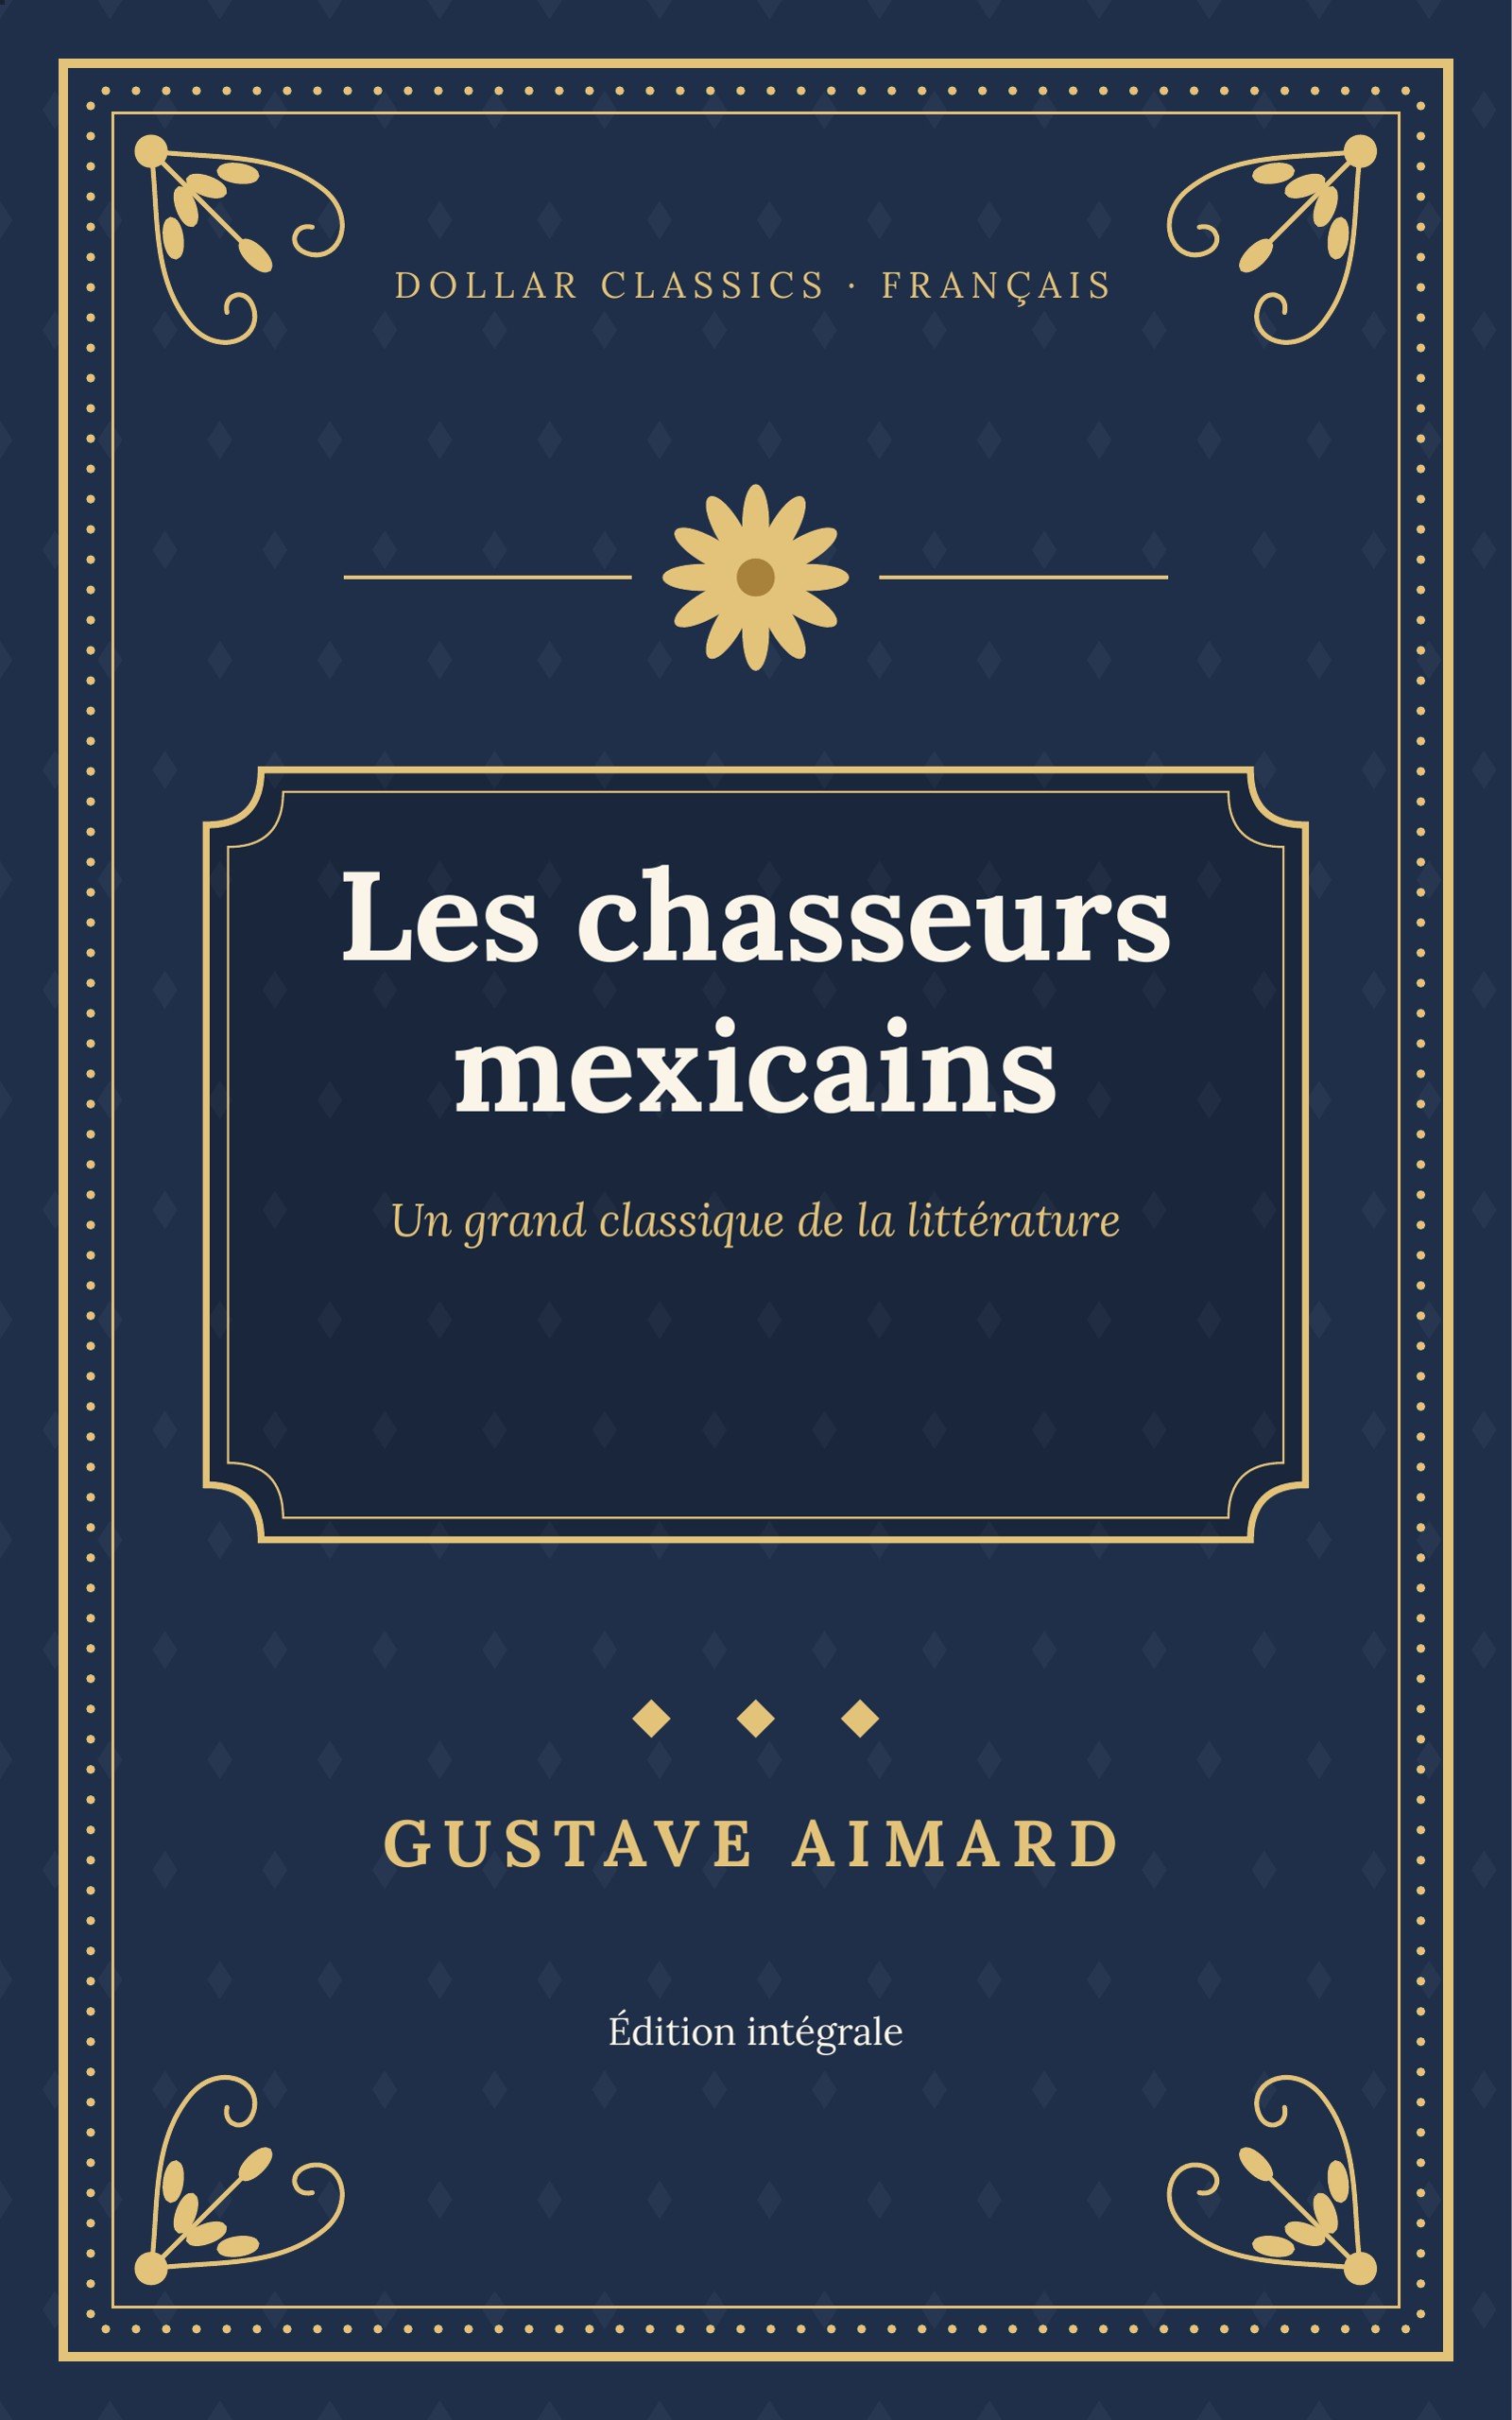 DOLLAR CLASSICS · FRANÇAIS
Les chasseurs
mexicains
Un grand classique de la littérature
GUSTAVE AIMARD
Édition intégrale